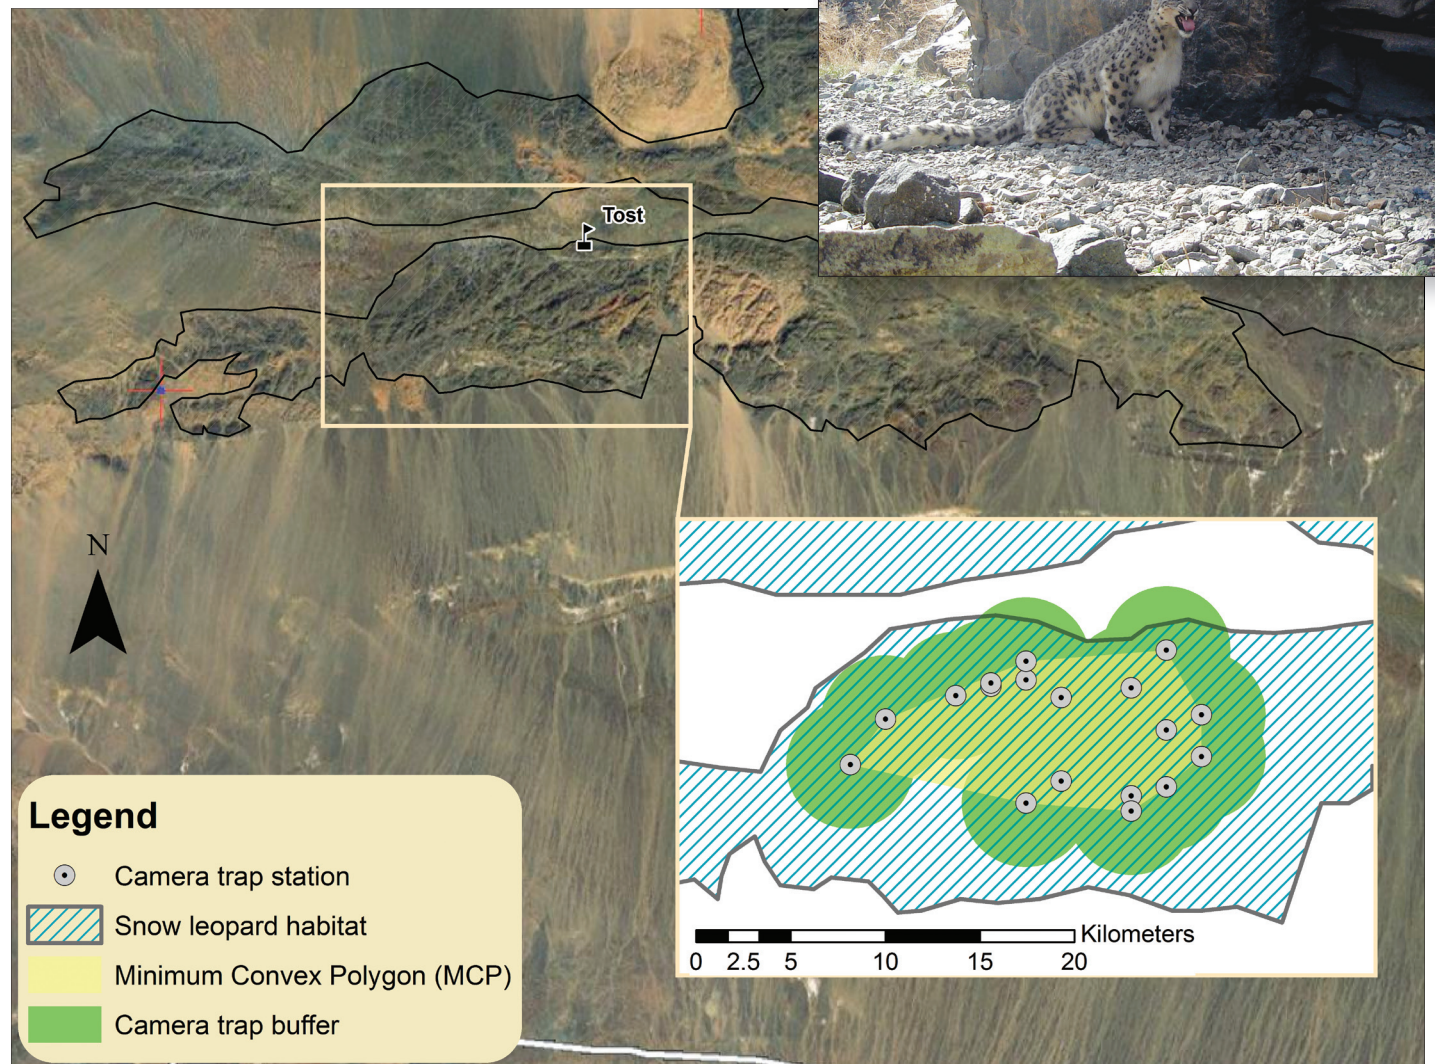 Tost
N
Legend
Camera trap station
Snow leopard habitat
Minimum Convex Polygon (MCP)
Camera trap buffer
Kilometers
0 2.5 5 10 15 20